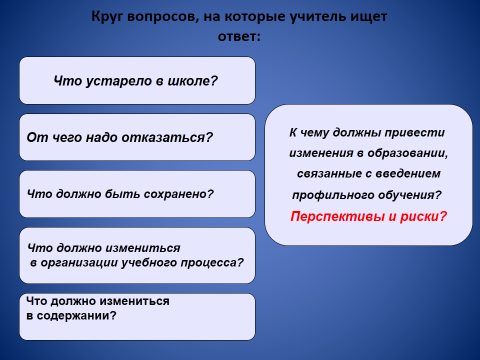 Круг вопросов, на которые учитель ищет
ответ:
Что устарело в школе?
От чего надо отказаться?
Что должно быть сохранено?
Что должно измениться
в организации учебного процесса?
Что должно измениться
в содержании?
К чему должны привести
изменения в образовании,
связанные с введением
профильного обучения?
Перспективы и риски?